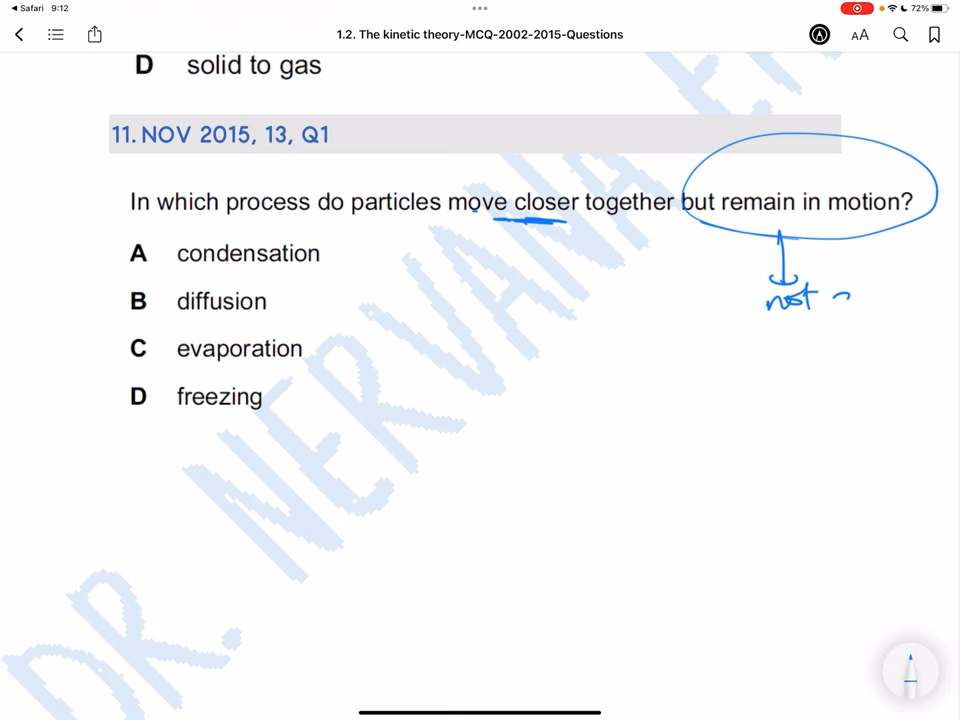 Safari 9:12
72%
1.2. The kinetic theory-MCQ-2002-2015-Questions
AA
D solid to gas
11. NOV 2015, 13, Q1
In which process do particles move closer together but remain in motion?
A condensation
not
B diffusion
C evaporation
D freezing
DR. NERVANA